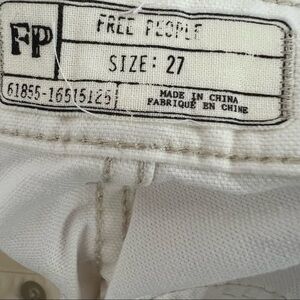 FP
FREE PEOPLE
SIZE: 27
61855-16515125
MADE IN CHINA
FABRIQUÉ EN CHINE